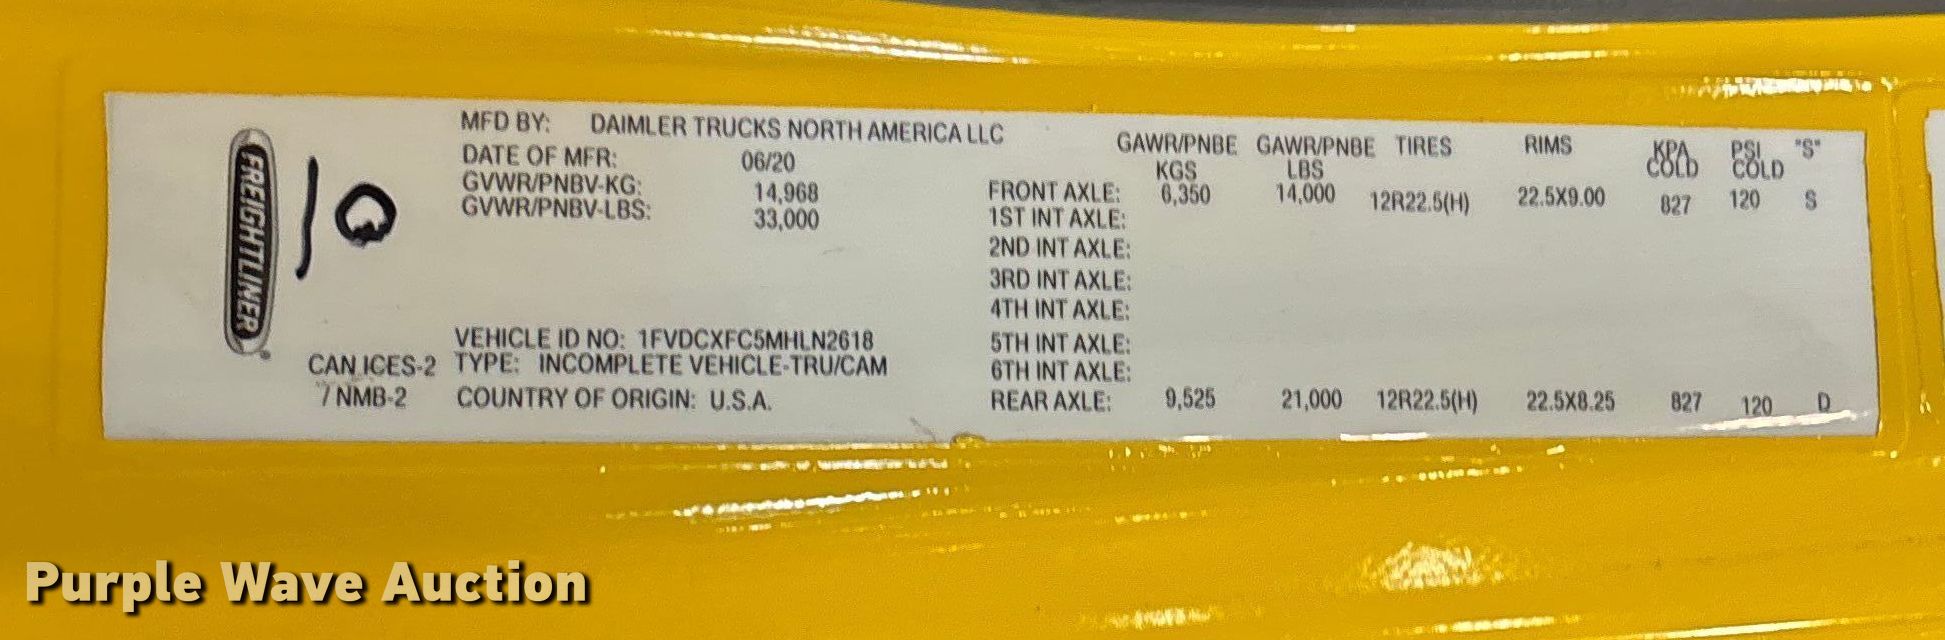 FREIGHTLINER
10
MFD BY: DAIMLER TRUCKS NORTH AMERICA LLC
DATE OF MFR: 06/20
GVWR/PNBV-KG: 14,968
GVWR/PNBV-LBS: 33,000
VEHICLE ID NO: 1FVDCXFC5MHLN2618
CAN ICES-2 TYPE: INCOMPLETE VEHICLE-TRU/CAM
/ NMB-2 COUNTRY OF ORIGIN: U.S.A.
GAWR/PNBE GAWR/PNBE TIRES RIMS KPA PSI "S"
KGS LBS COLD COLD
FRONT AXLE: 6,350 14,000 12R22.5(H) 22.5X9.00 827 120 S
1ST INT AXLE:
2ND INT AXLE:
3RD INT AXLE:
4TH INT AXLE:
5TH INT AXLE:
6TH INT AXLE:
REAR AXLE: 9,525 21,000 12R22.5(H) 22.5X8.25 827 120 D
Purple Wave Auction